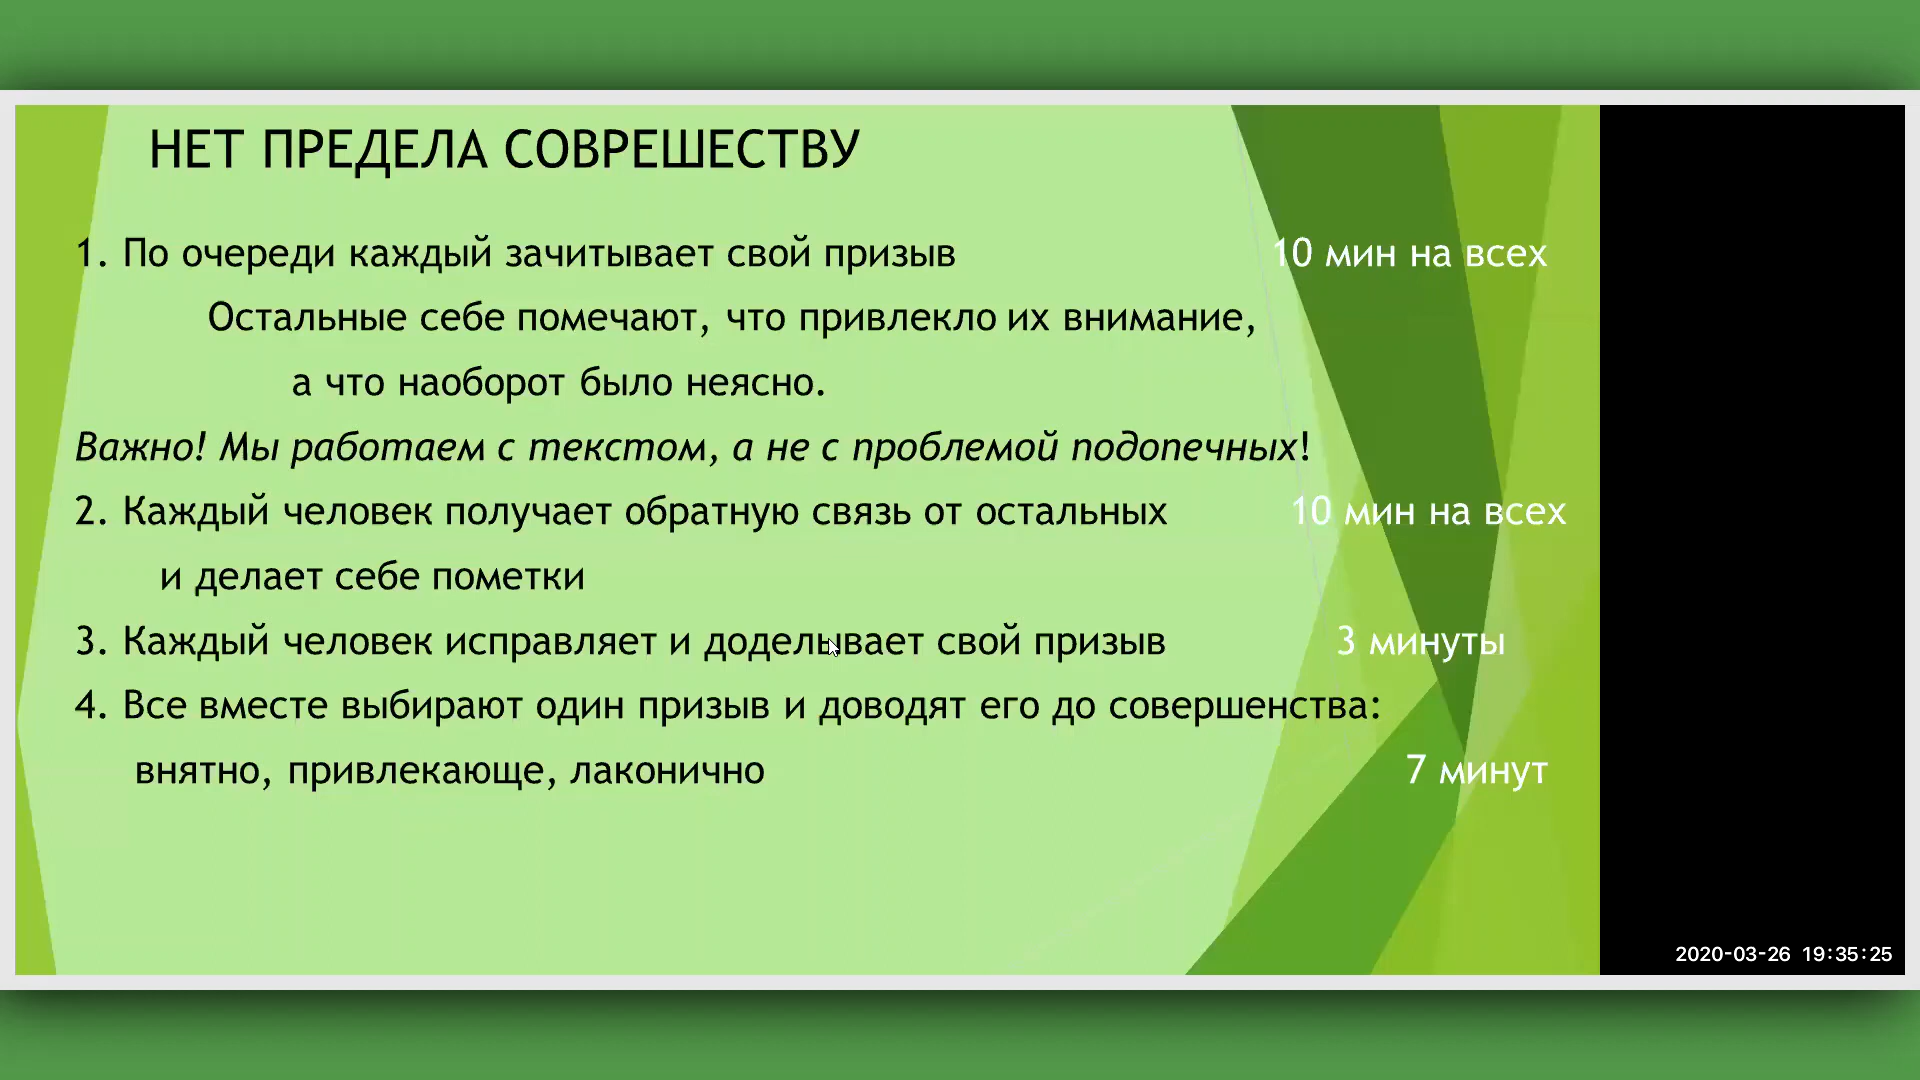 НЕТ ПРЕДЕЛА СОВРЕШЕСТВУ
1. По очереди каждый зачитывает свой призыв 10 мин на всех
Остальные себе помечают, что привлекло их внимание,
а что наоборот было неясно.
Важно! Мы работаем с текстом, а не с проблемой подопечных!
2. Каждый человек получает обратную связь от остальных 10 мин на всех
и делает себе пометки
3. Каждый человек исправляет и доделывает свой призыв 3 минуты
4. Все вместе выбирают один призыв и доводят его до совершенства:
внятно, привлекающе, лаконично 7 минут
2020-03-26 19:35:25